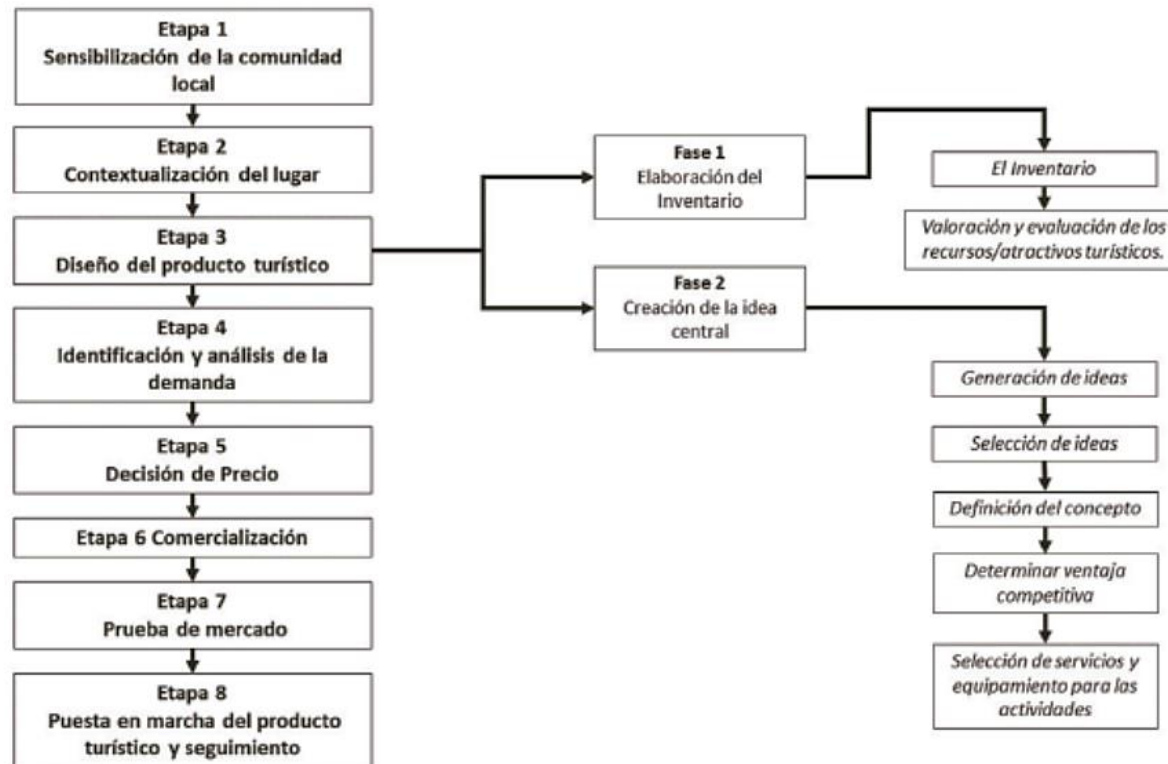 Etapa 1
Sensibilización de la comunidad
local
Etapa 2
Contextualización del lugar
Etapa 3
Diseño del producto turístico
Etapa 4
Identificación y análisis de la
demanda
Etapa 5
Decisión de Precio
Etapa 6 Comercialización
Etapa 7
Prueba de mercado
Etapa 8
Puesta en marcha del producto
turístico y seguimiento
Fase 1
Elaboración del
Inventario
Fase 2
Creación de la idea
central
El Inventario
Valoración y evaluación de los
recursos/atractivos turísticos.
Generación de ideas
Selección de ideas
Definición del concepto
Determinar ventaja
competitiva
Selección de servicios y
equipamiento para las
actividades